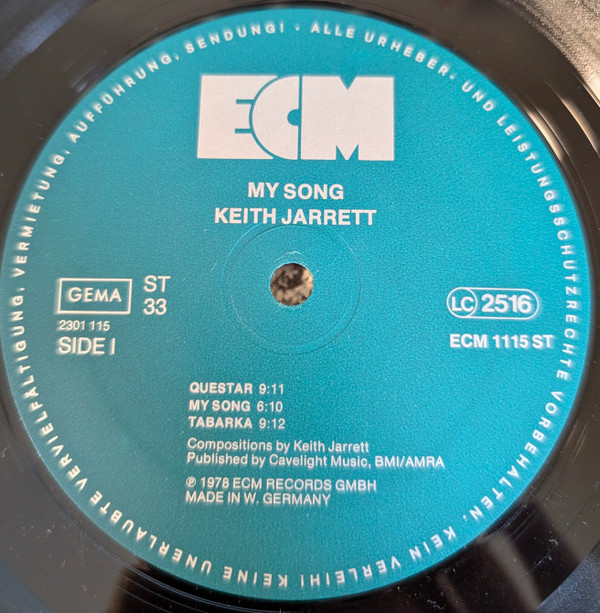 ECM
MY SONG
KEITH JARRETT
GEMA
ST
33
2301 115
SIDE I
LC 2516
ECM 1115 ST
QUESTAR 9:11
MY SONG 6:10
TABARKA 9:12
Compositions by Keith Jarrett
Published by Cavelight Music, BMI/AMRA
℗ 1978 ECM RECORDS GMBH
MADE IN W. GERMANY
ALLE URHEBER- UND LEISTUNGSSCHUTZRECHTE VORBEHALTEN. KEIN VERLEIH! KEINE UNERLAUBTE VERVIELFÄLTIGUNG, VERMIETUNG, AUFFÜHRUNG, SENDUNG! ·